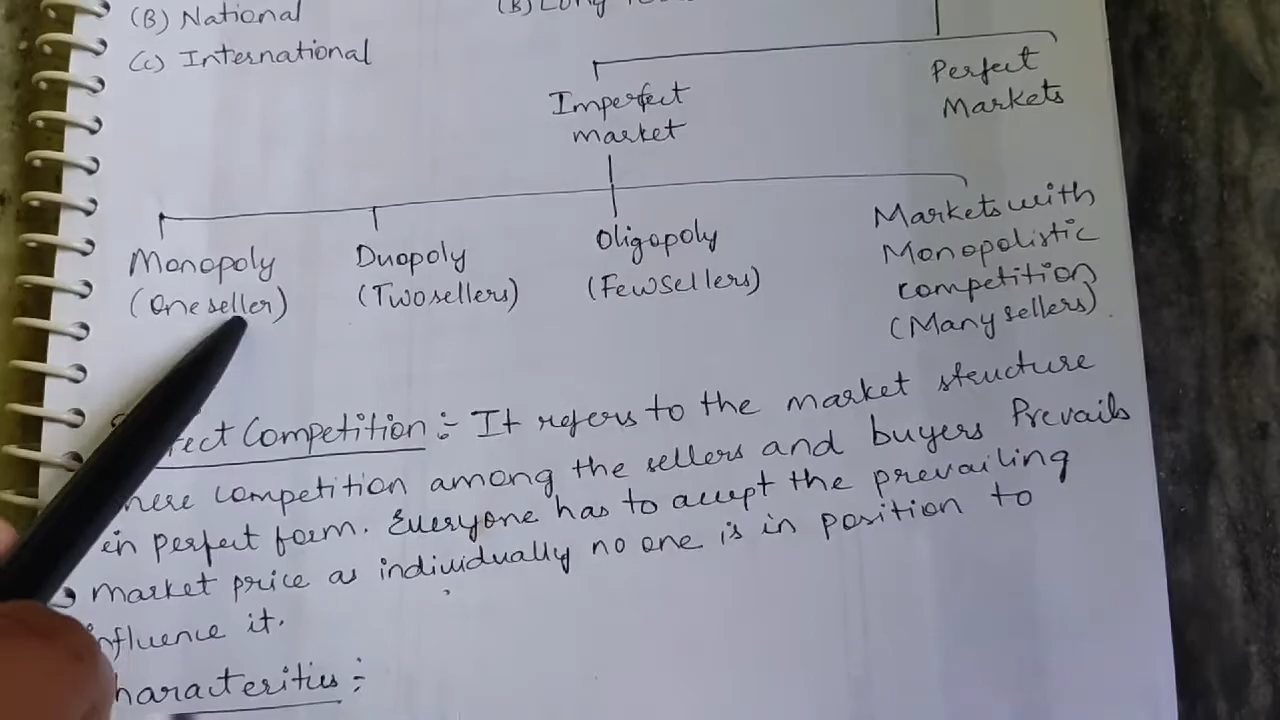 (B) National
(B) Long
(C) International
Imperfect
market
Perfect
Markets
Monopoly
(One seller)
Duopoly
(Two sellers)
Oligopoly
(Few Sellers)
Markets with
Monopolistic
competition
(Many sellers).
fect Competition :- It refers to the market structure
here competition among the sellers and buyers Prevails
in perfect form. Everyone has to accept the prevailing
market price as individually no one is in position to
nfluence it.
haracteritics :-